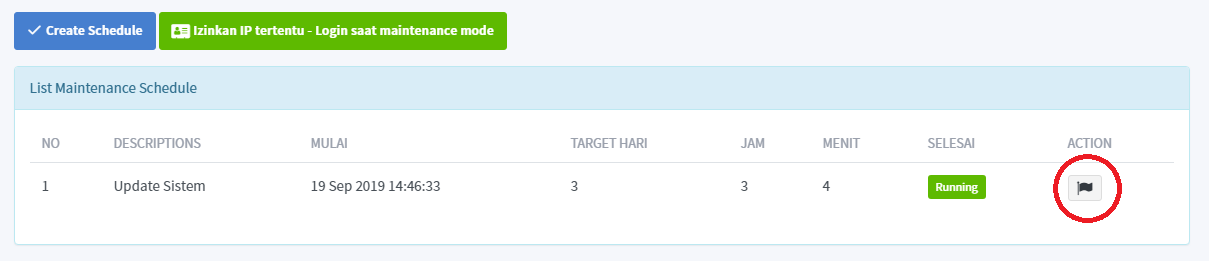 Create Schedule
Izinkan IP tertentu - Login saat maintenance mode
List Maintenance Schedule
NO DESCRIPTIONS MULAI TARGET HARI JAM MENIT SELESAI ACTION
1 Update Sistem 19 Sep 2019 14:46:33 3 3 4 Running